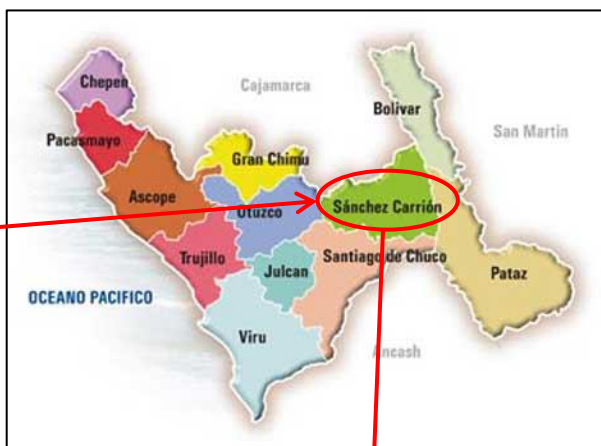 Chepen
Cajamarca
Bolivar
San Martin
Pacasmayo
Gran Chimu
Ascope
Utuzco
Sánchez Carrión
Trujillo
Julcan
Santiago de Chuco
Pataz
OCEANO PACIFICO
Viru
Ancash